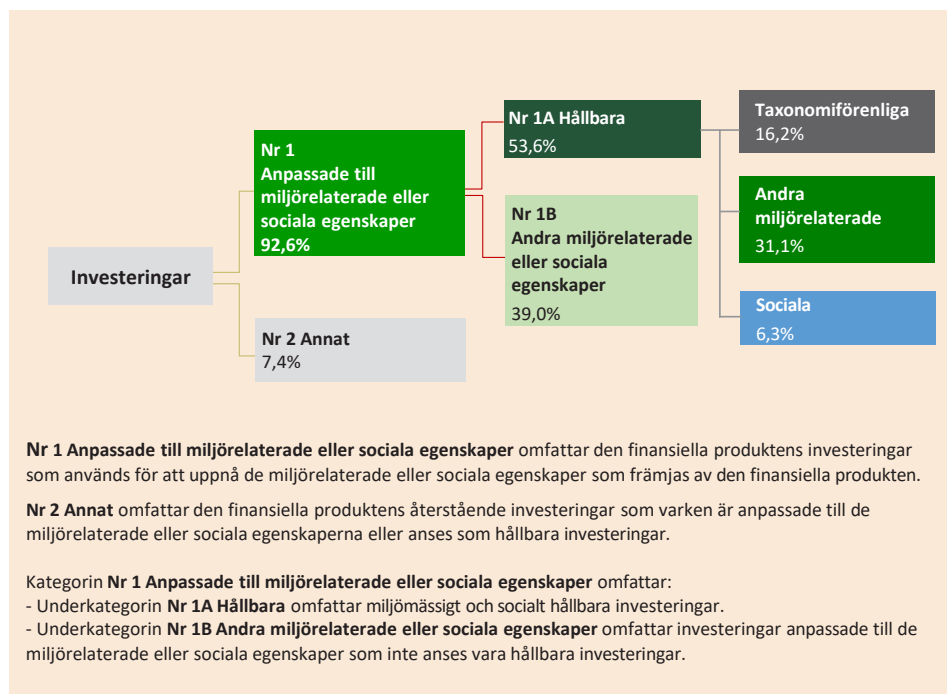 Investeringar
Nr 1
Anpassade till
miljörelaterade eller
sociala egenskaper
92,6%
Nr 2 Annat
7,4%
Nr 1A Hållbara
53,6%
Nr 1B
Andra miljörelaterade
eller sociala
egenskaper
39,0%
Taxonomiförenliga
16,2%
Andra
miljörelaterade
31,1%
Sociala
6,3%
Nr 1 Anpassade till miljörelaterade eller sociala egenskaper omfattar den finansiella produktens investeringar
som används för att uppnå de miljörelaterade eller sociala egenskaper som främjas av den finansiella produkten.
Nr 2 Annat omfattar den finansiella produktens återstående investeringar som varken är anpassade till de
miljörelaterade eller sociala egenskaperna eller anses som hållbara investeringar.
Kategorin Nr 1 Anpassade till miljörelaterade eller sociala egenskaper omfattar:
- Underkategorin Nr 1A Hållbara omfattar miljömässigt och socialt hållbara investeringar.
- Underkategorin Nr 1B Andra miljörelaterade eller sociala egenskaper omfattar investeringar anpassade till de
miljörelaterade eller sociala egenskaper som inte anses vara hållbara investeringar.